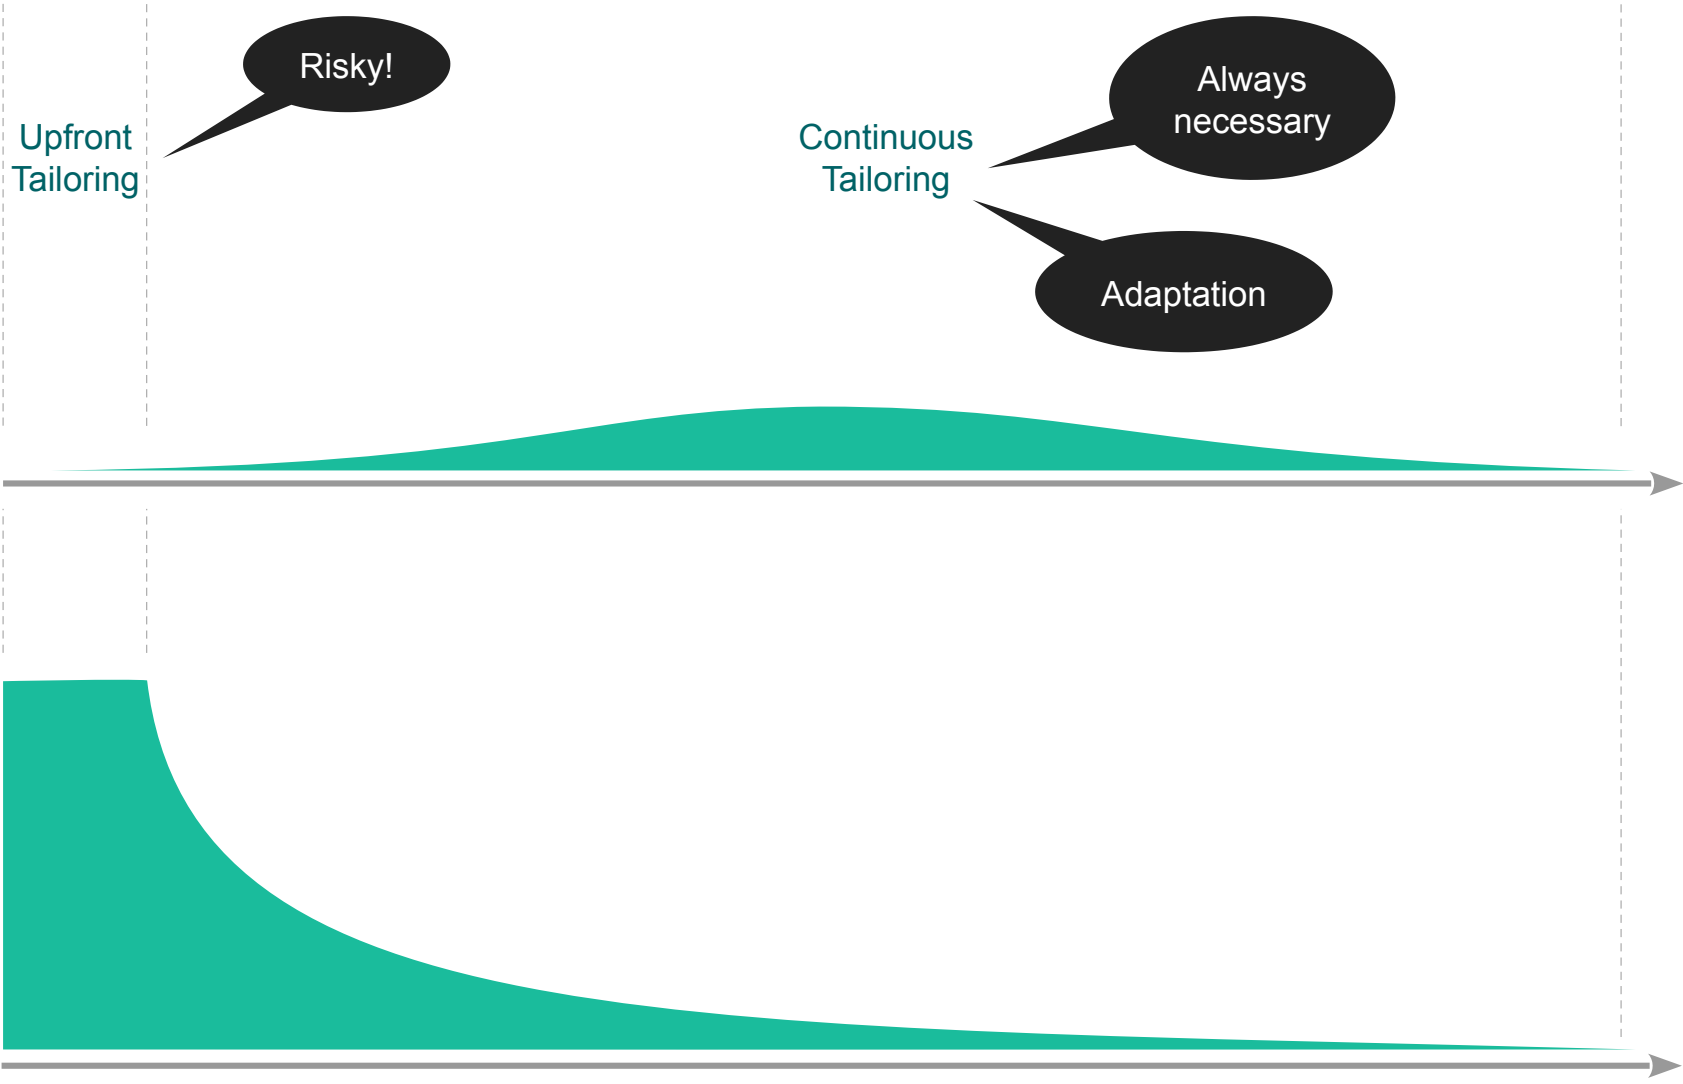 Risky!
Upfront
Tailoring
Continuous
Tailoring
Always
necessary
Adaptation